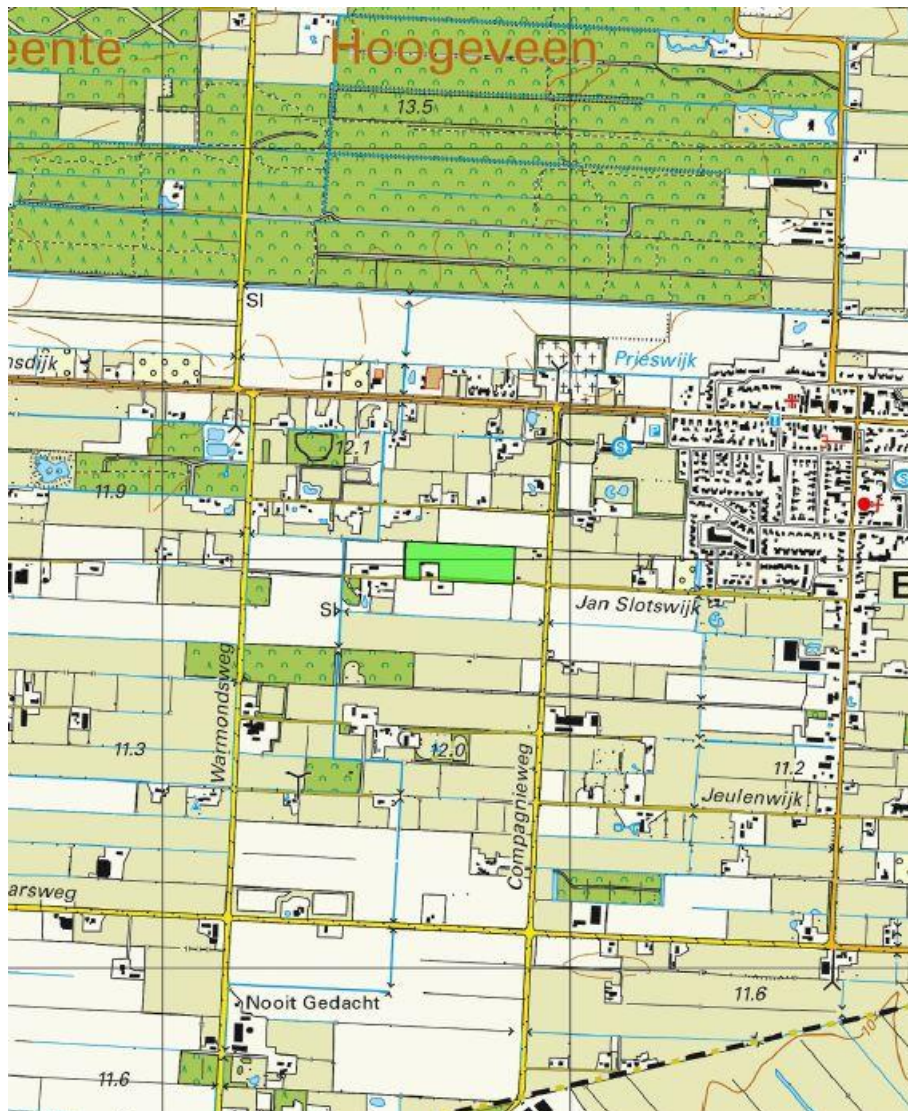 eente Hoogeveen
13.5
Sl
Prieswijk
nsdijk
12.1
S
P
T
S
11.9
Jan Slotswijk
E
Sl
Warmondsweg
11.3
12.0
Compagnieweg
11.2
Jeulenwijk
arsweg
11.6
Nooit Gedacht
10
11.6